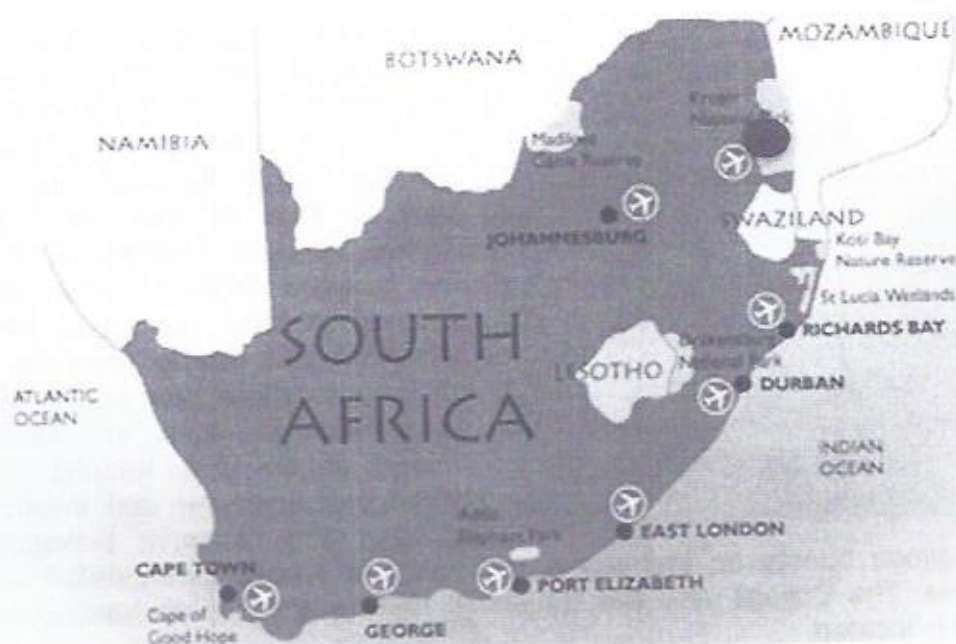 MOZAMBIQUE
BOTSWANA
NAMIBIA
Kruger
National Park
Madikwe
Game Reserve
JOHANNESBURG
SWAZILAND
Kosi Bay
Nature Reserve
St Lucia Wetlands
RICHARDS BAY
SOUTH
AFRICA
Drakensburg
National Park
LESOTHO
DURBAN
ATLANTIC
OCEAN
INDIAN
OCEAN
Addo
Elephant Park
EAST LONDON
CAPE TOWN
PORT ELIZABETH
Cape of
Good Hope
GEORGE